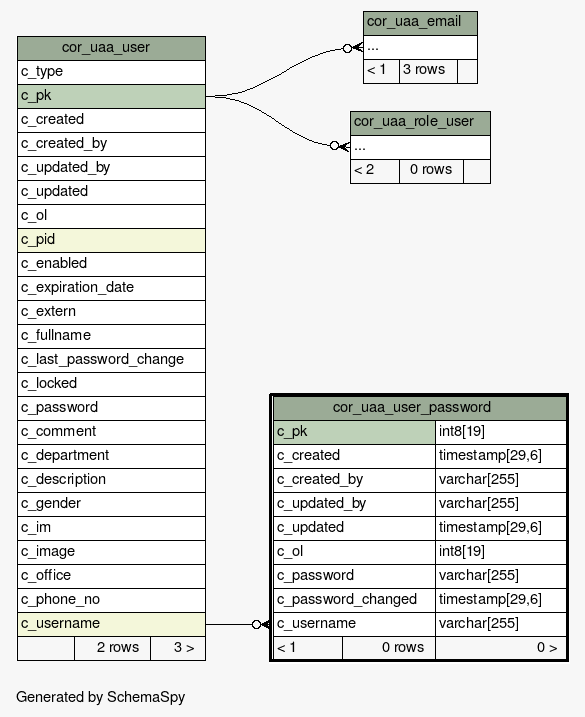 cor_uaa_user
c_type
c_pk
c_created
c_created_by
c_updated_by
c_updated
c_ol
c_pid
c_enabled
c_expiration_date
c_extern
c_fullname
c_last_password_change
c_locked
c_password
c_comment
c_department
c_description
c_gender
c_im
c_image
c_office
c_phone_no
c_username
2 rows 3 >
cor_uaa_email
...
< 1 3 rows
cor_uaa_role_user
...
< 2 0 rows
cor_uaa_user_password
c_pk int8[19]
c_created timestamp[29,6]
c_created_by varchar[255]
c_updated_by varchar[255]
c_updated timestamp[29,6]
c_ol int8[19]
c_password varchar[255]
c_password_changed timestamp[29,6]
c_username varchar[255]
< 1 0 rows 0 >
Generated by SchemaSpy